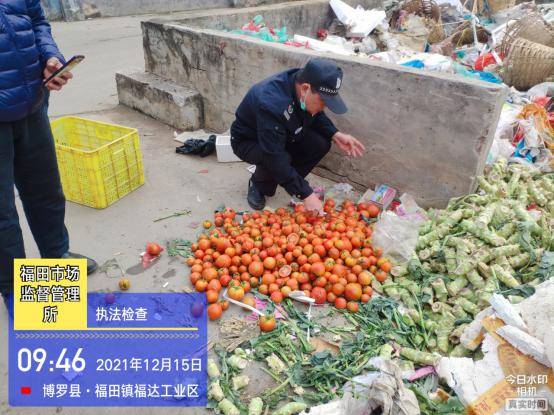 福田市场
监督管理
所
执法检查
09:46
2021年12月15日
博罗县·福田镇福达工业区
今日水印
相机
真实时间